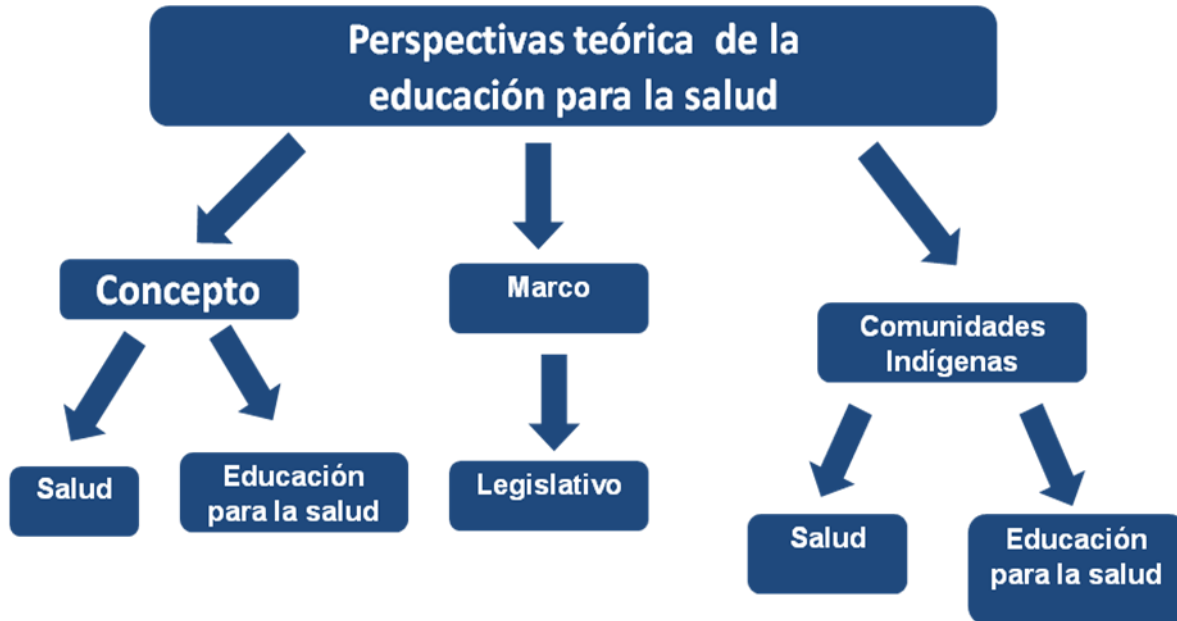 Perspectivas teórica de la
educación para la salud
Concepto
Marco
Comunidades
Indígenas
Salud
Educación
para la salud
Legislativo
Salud
Educación
para la salud